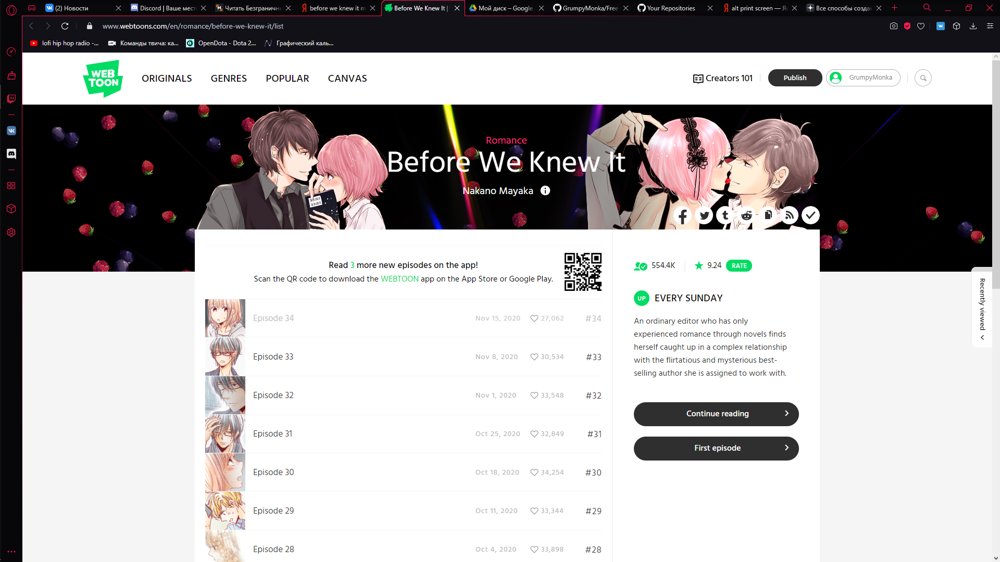 (2) Новости
Discord | Ваше мест
Читать Безграничны
before we knew it m
Before We Knew It |
Мой диск – Google
GrumpyMonka/Free
Your Repositories
alt print screen — Я
Все способы созда
www.webtoons.com/en/romance/before-we-knew-it/list
lofi hip hop radio -...
Команды твича: ка...
OpenDota - Dota 2...
Графический каль...
WEB
TOON
ORIGINALS
GENRES
POPULAR
CANVAS
Creators 101
Publish
GrumpyMonka
Romance
Before We Knew It
Nakano Mayaka
Read 3 more new episodes on the app!
Scan the QR code to download the WEBTOON app on the App Store or Google Play.
Episode 34 Nov 15, 2020 27,062 #34
Episode 33 Nov 8, 2020 30,534 #33
Episode 32 Nov 1, 2020 33,548 #32
Episode 31 Oct 25, 2020 32,849 #31
Episode 30 Oct 18, 2020 34,254 #30
Episode 29 Oct 11, 2020 33,344 #29
Episode 28 Oct 4, 2020 33,898 #28
554.4K
9.24 RATE
UP EVERY SUNDAY
An ordinary editor who has only
experienced romance through novels finds
herself caught up in a complex relationship
with the flirtatious and mysterious best-
selling author she is assigned to work with.
Continue reading
First episode
Recently viewed